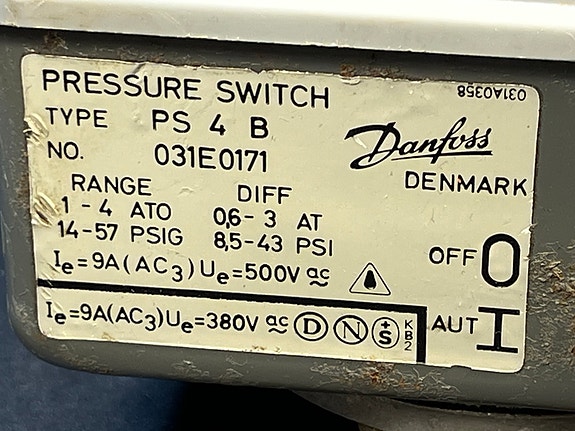 PRESSURE SWITCH
031A0358
TYPE PS 4 B
NO. 031E0171
Danfoss
DENMARK
RANGE DIFF
1 - 4 ATO 0,6 - 3 AT
14-57 PSIG 8,5-43 PSI
Ie=9A(AC3)Ue=500V ac
OFF O
Ie=9A(AC3)Ue=380V ac D N +S KB2
AUT I